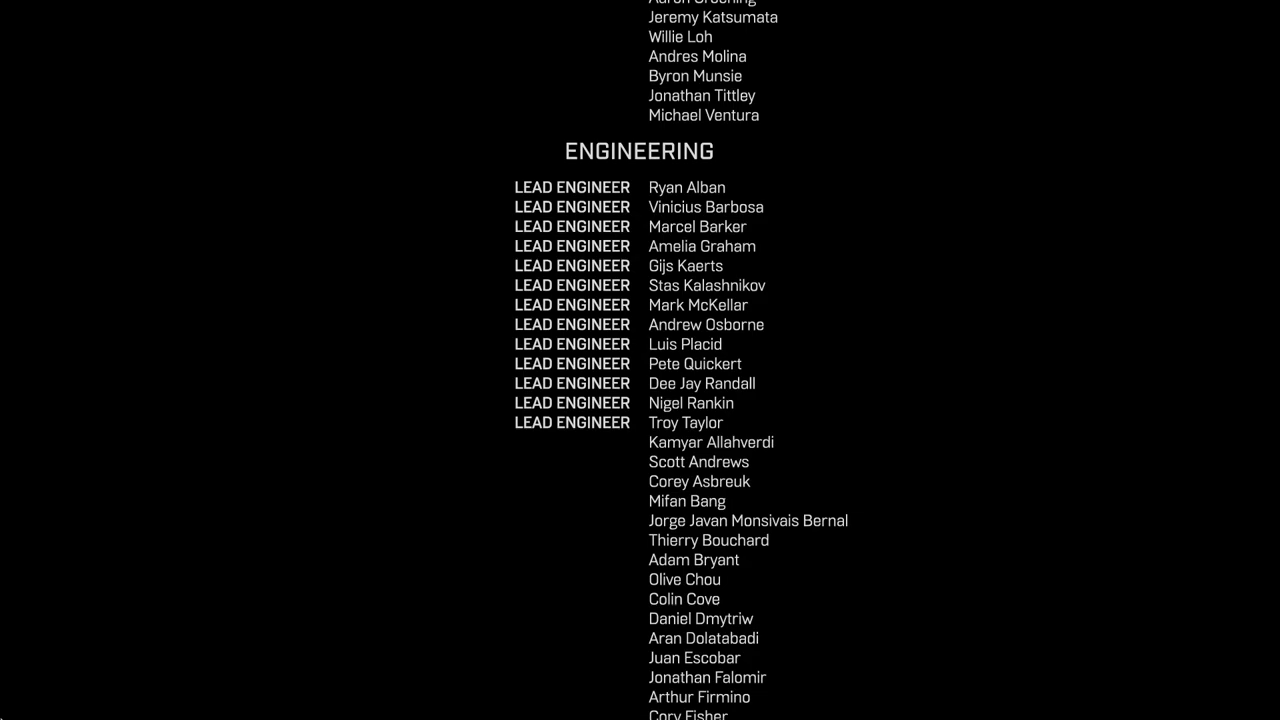 Jeremy Katsumata
Willie Loh
Andres Molina
Byron Munsie
Jonathan Tittley
Michael Ventura
ENGINEERING
LEAD ENGINEER Ryan Alban
LEAD ENGINEER Vinicius Barbosa
LEAD ENGINEER Marcel Barker
LEAD ENGINEER Amelia Graham
LEAD ENGINEER Gijs Kaerts
LEAD ENGINEER Stas Kalashnikov
LEAD ENGINEER Mark McKellar
LEAD ENGINEER Andrew Osborne
LEAD ENGINEER Luis Placid
LEAD ENGINEER Pete Quickert
LEAD ENGINEER Dee Jay Randall
LEAD ENGINEER Nigel Rankin
LEAD ENGINEER Troy Taylor
Kamyar Allahverdi
Scott Andrews
Corey Asbreuk
Mifan Bang
Jorge Javan Monsivais Bernal
Thierry Bouchard
Adam Bryant
Olive Chou
Colin Cove
Daniel Dmytriw
Aran Dolatabadi
Juan Escobar
Jonathan Falomir
Arthur Firmino
Cory Fisher